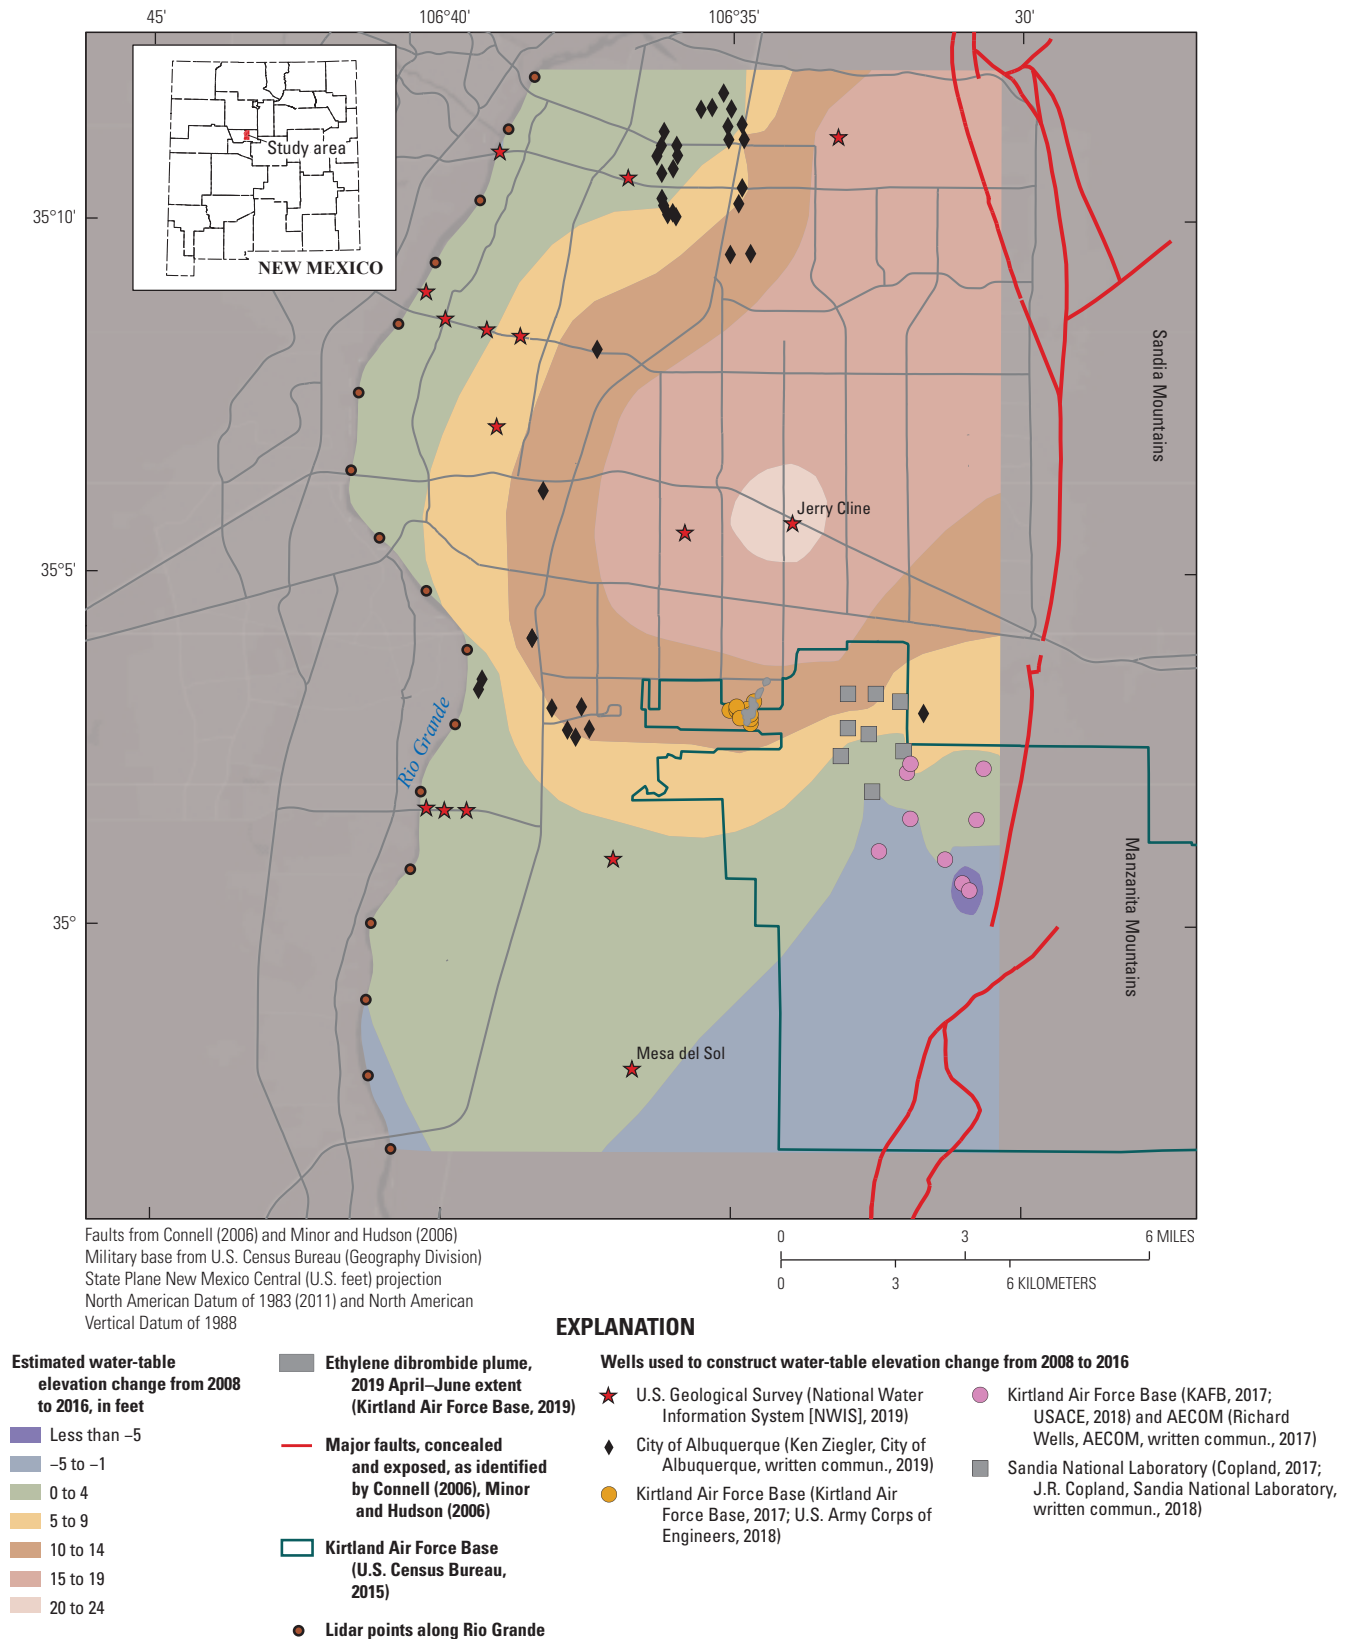 45'
106°40'
106°35'
30'
Study area
NEW MEXICO
35°10'
Sandia Mountains
Jerry Cline
35°5'
Rio Grande
Manzanita Mountains
35°
Mesa del Sol
Faults from Connell (2006) and Minor and Hudson (2006)
Military base from U.S. Census Bureau (Geography Division)
State Plane New Mexico Central (U.S. feet) projection
North American Datum of 1983 (2011) and North American
Vertical Datum of 1988
0 3 6 MILES
0 3 6 KILOMETERS
EXPLANATION
Estimated water-table
elevation change from 2008
to 2016, in feet
Less than −5
−5 to −1
0 to 4
5 to 9
10 to 14
15 to 19
20 to 24
Ethylene dibrombide plume,
2019 April–June extent
(Kirtland Air Force Base, 2019)
Major faults, concealed
and exposed, as identified
by Connell (2006), Minor
and Hudson (2006)
Kirtland Air Force Base
(U.S. Census Bureau,
2015)
Lidar points along Rio Grande
Wells used to construct water-table elevation change from 2008 to 2016
U.S. Geological Survey (National Water
Information System [NWIS], 2019)
City of Albuquerque (Ken Ziegler, City of
Albuquerque, written commun., 2019)
Kirtland Air Force Base (Kirtland Air
Force Base, 2017; U.S. Army Corps of
Engineers, 2018)
Kirtland Air Force Base (KAFB, 2017;
USACE, 2018) and AECOM (Richard
Wells, AECOM, written commun., 2017)
Sandia National Laboratory (Copland, 2017;
J.R. Copland, Sandia National Laboratory,
written commun., 2018)